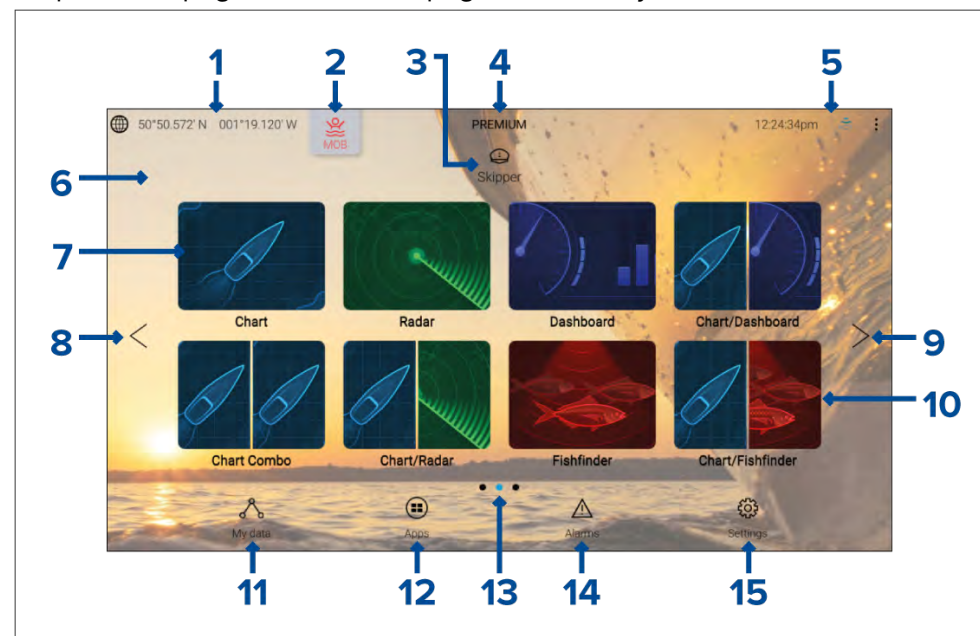 1 2 3 4 5
50°50.572' N 001°19.120' W MOB PREMIUM 12:24:34pm
Skipper
6
7
Chart Radar Dashboard Chart/Dashboard
8 9
10
Chart Combo Chart/Radar Fishfinder Chart/Fishfinder
My data Apps Alarms Settings
11 12 13 14 15